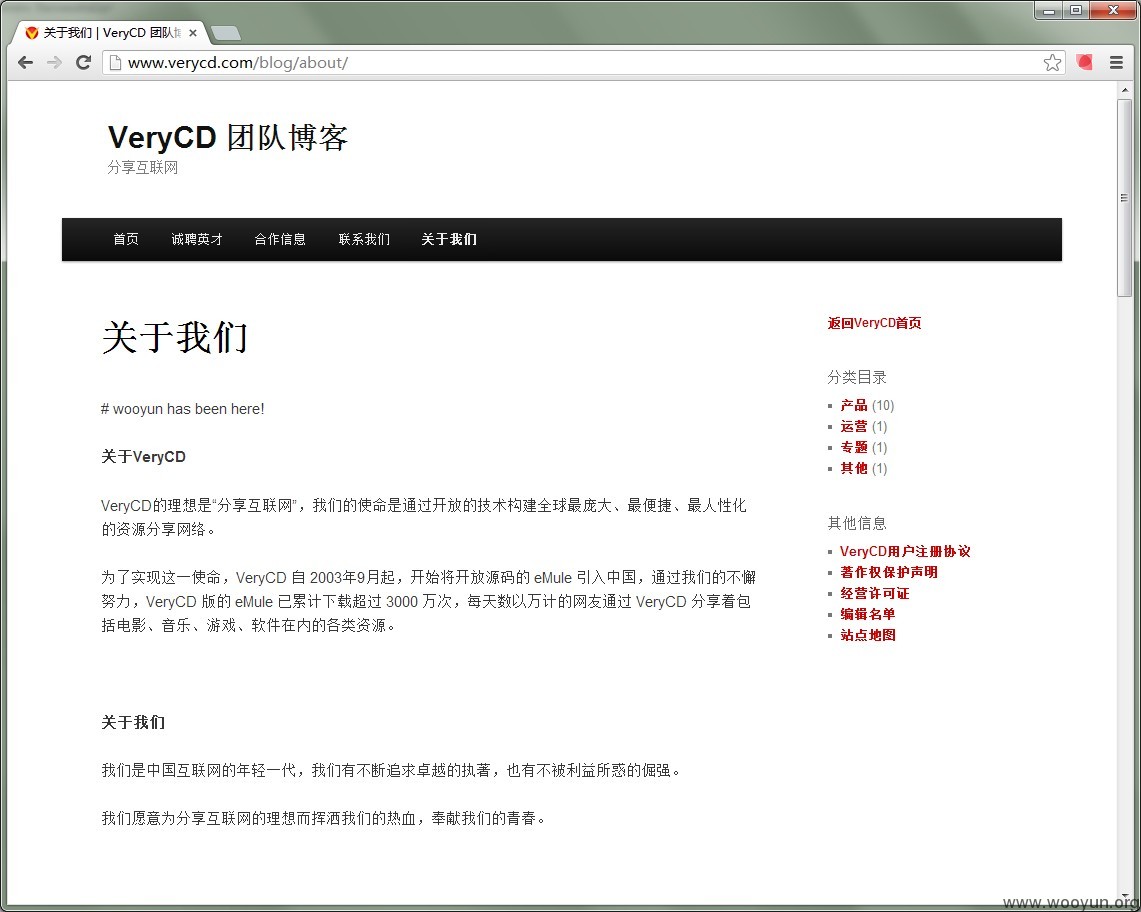 关于我们 | VeryCD 团队
www.verycd.com/blog/about/
VeryCD 团队博客
分享互联网
首页 诚聘英才 合作信息 联系我们 关于我们
关于我们
# wooyun has been here!
关于VeryCD
VeryCD的理想是“分享互联网”，我们的使命是通过开放的技术构建全球最庞大、最便捷、最人性化
的资源分享网络。
为了实现这一使命，VeryCD 自 2003年9月起，开始将开放源码的 eMule 引入中国，通过我们的不懈
努力，VeryCD 版的 eMule 已累计下载超过 3000 万次，每天数以万计的网友通过 VeryCD 分享着包
括电影、音乐、游戏、软件在内的各类资源。
关于我们
我们是中国互联网的年轻一代，我们有不断追求卓越的执著，也有不被利益所惑的倔强。
我们愿意为分享互联网的理想而挥洒我们的热血，奉献我们的青春。
返回VeryCD首页
分类目录
产品 (10)
运营 (1)
专题 (1)
其他 (1)
其他信息
VeryCD用户注册协议
著作权保护声明
经营许可证
编辑名单
站点地图
www.wooyun.org